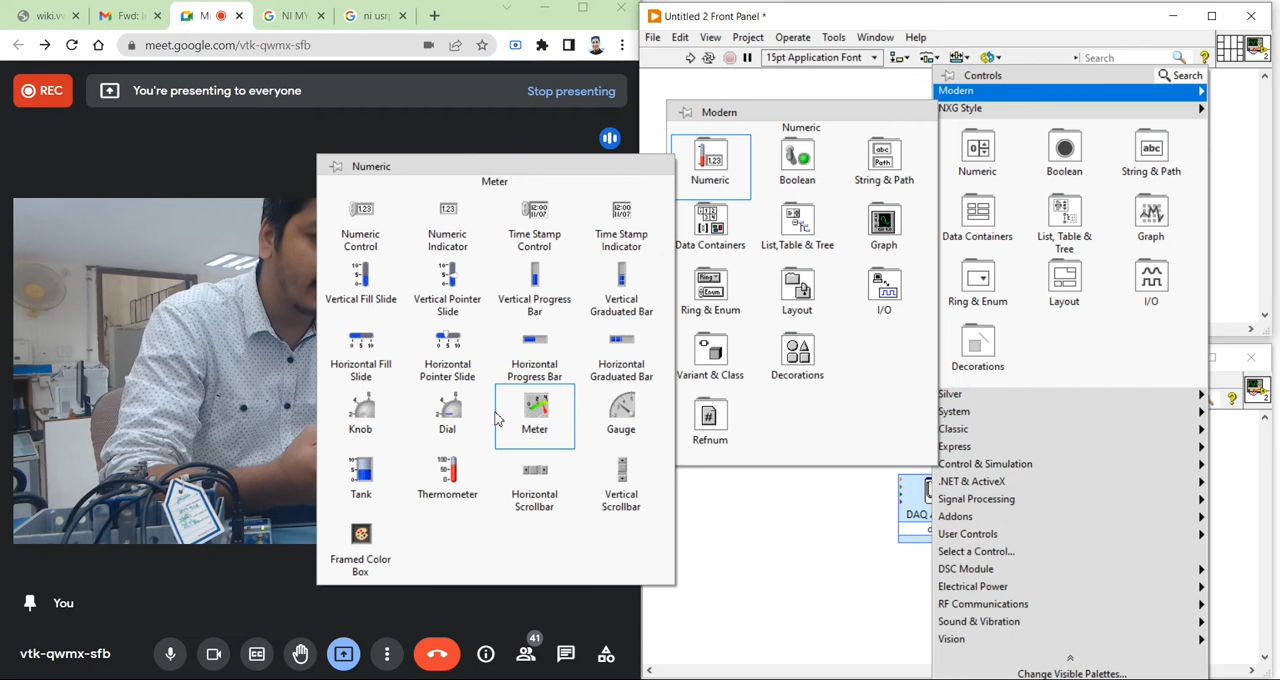 wiki.v
Fwd: I
M
NI MY
ni usrp
meet.google.com/vtk-qwmx-sfb
REC
You're presenting to everyone
Stop presenting
You
vtk-qwmx-sfb
41
Untitled 2 Front Panel *
File Edit View Project Operate Tools Window Help
15pt Application Font
Search
2
Controls
Search
Modern
NXG Style
Numeric
Boolean
String & Path
Data Containers
List, Table & Tree
Graph
Ring & Enum
Layout
I/O
Decorations
Silver
System
Classic
Express
Control & Simulation
.NET & ActiveX
Signal Processing
Addons
User Controls
Select a Control...
DSC Module
Electrical Power
RF Communications
Sound & Vibration
Vision
Change Visible Palettes...
Modern
Numeric
Numeric
Boolean
String & Path
Data Containers
List, Table & Tree
Graph
Ring & Enum
Layout
I/O
Variant & Class
Decorations
Refnum
Numeric
Meter
Numeric Control
Numeric Indicator
Time Stamp Control
Time Stamp Indicator
Vertical Fill Slide
Vertical Pointer Slide
Vertical Progress Bar
Vertical Graduated Bar
Horizontal Fill Slide
Horizontal Pointer Slide
Horizontal Progress Bar
Horizontal Graduated Bar
Knob
Dial
Meter
Gauge
Tank
Thermometer
Horizontal Scrollbar
Vertical Scrollbar
Framed Color Box
DAQ
2